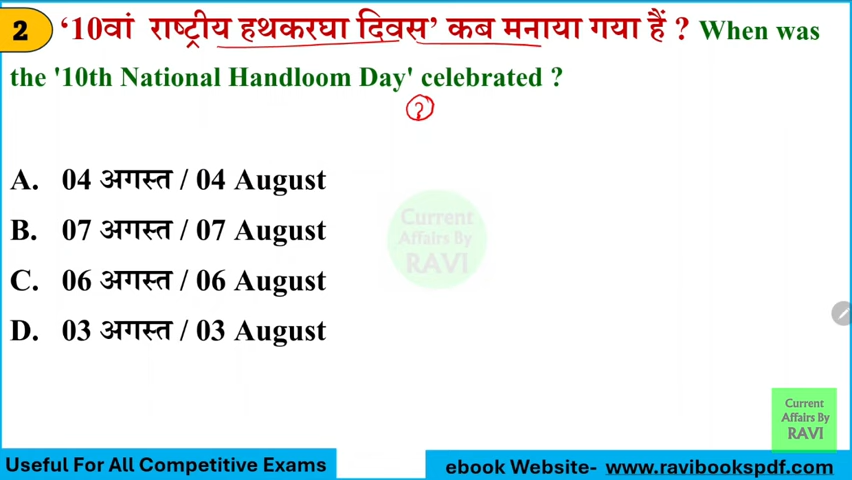 2 ‘10वां राष्ट्रीय हथकरघा दिवस’ कब मनाया गया हैं ? When was
the '10th National Handloom Day' celebrated ?
?
A. 04 अगस्त / 04 August
B. 07 अगस्त / 07 August
C. 06 अगस्त / 06 August
D. 03 अगस्त / 03 August
Current
Affairs By
RAVI
Current
Affairs By
RAVI
Useful For All Competitive Exams
ebook Website- www.ravibookspdf.com